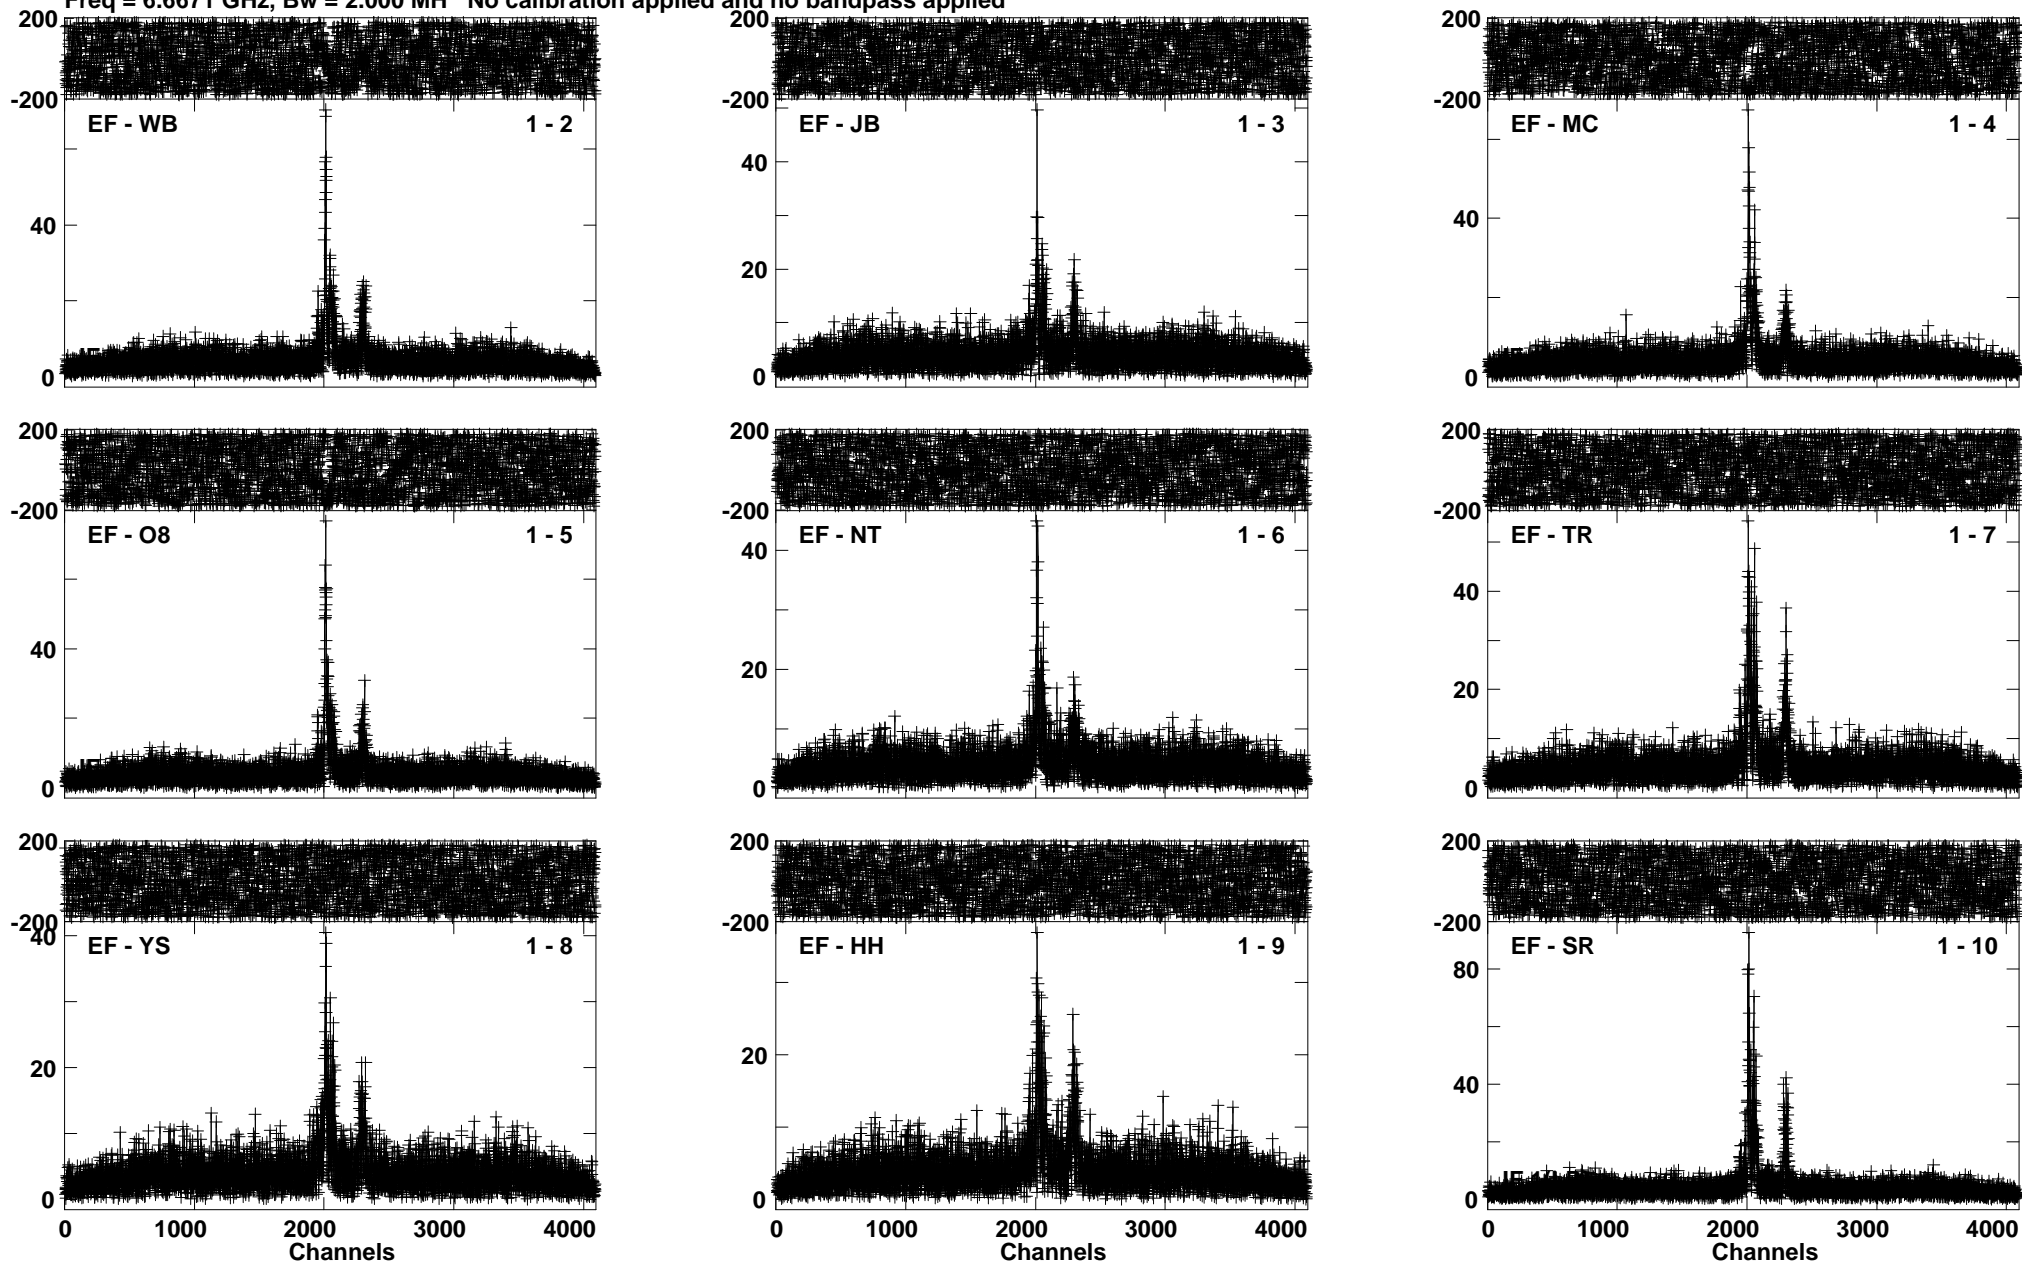 Freq = 6.6671 GHz, Bw = 2.000 MH No calibration applied and no bandpass applied
200 200 200
-200 -200 -200
EF - WB 1 - 2 EF - JB 1 - 3 EF - MC 1 - 4
40 40 40
20
0 0 0
200 200 200
-200 -200 -200
EF - O8 1 - 5 EF - NT 1 - 6 EF - TR 1 - 7
40 40 40
20 20
0 0 0
200 200 200
-200 -200 -200
40
EF - YS 1 - 8 EF - HH 1 - 9 EF - SR 1 - 10
80
20 20 40
0 0 0
0 1000 2000 3000 4000 0 1000 2000 3000 4000 0 1000 2000 3000 4000
Channels Channels Channels